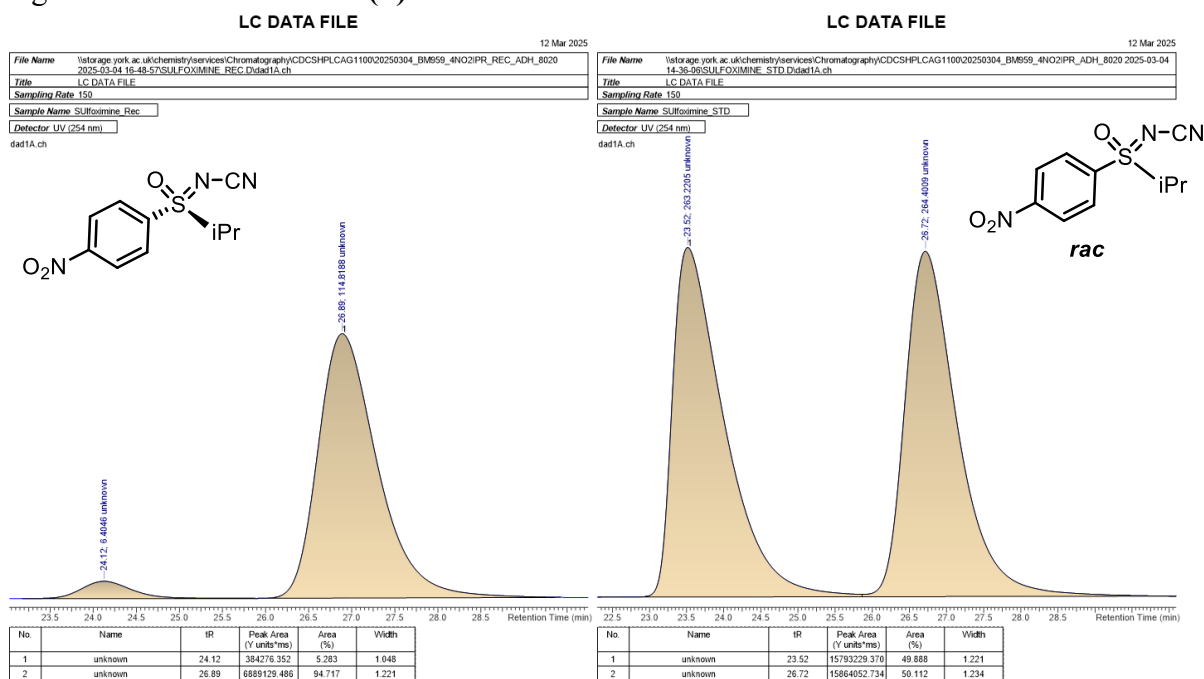 LC DATA FILE
12 Mar 2025
File Name \\storage.york.ac.uk\chemistry\services\Chromatography\CDCSHPLCAG1100\20250304_BM959_4NO2IPR_REC_ADH_8020
2025-03-04 16-48-57\SULFOXIMINE_REC.D\dad1A.ch
Title LC DATA FILE
Sampling Rate 150
Sample Name SUlfoximine_Rec
Detector UV (254 nm)
dad1A.ch
O N-CN
S
iPr
O2N
24.12; 6.4046 unknown
26.89; 114.8188 unknown
23.5 24.0 24.5 25.0 25.5 26.0 26.5 27.0 27.5 28.0 28.5 Retention Time (min)
No. Name tR Peak Area (Y units*ms) Area (%) Width
1 unknown 24.12 384276.352 5.283 1.048
2 unknown 26.89 6889129.486 94.717 1.221
LC DATA FILE
12 Mar 2025
File Name \\storage.york.ac.uk\chemistry\services\Chromatography\CDCSHPLCAG1100\20250304_BM959_4NO2IPR_ADH_8020 2025-03-04
14-36-06\SULFOXIMINE_STD.D\dad1A.ch
Title LC DATA FILE
Sampling Rate 150
Sample Name SUlfoximine_STD
Detector UV (254 nm)
dad1A.ch
O N-CN
S
iPr
O2N
rac
23.52; 263.2205 unknown
26.72; 264.4009 unknown
22.5 23.0 23.5 24.0 24.5 25.0 25.5 26.0 26.5 27.0 27.5 28.0 28.5 Retention Time (min)
No. Name tR Peak Area (Y units*ms) Area (%) Width
1 unknown 23.52 15793229.370 49.888 1.221
2 unknown 26.72 15864052.734 50.112 1.234